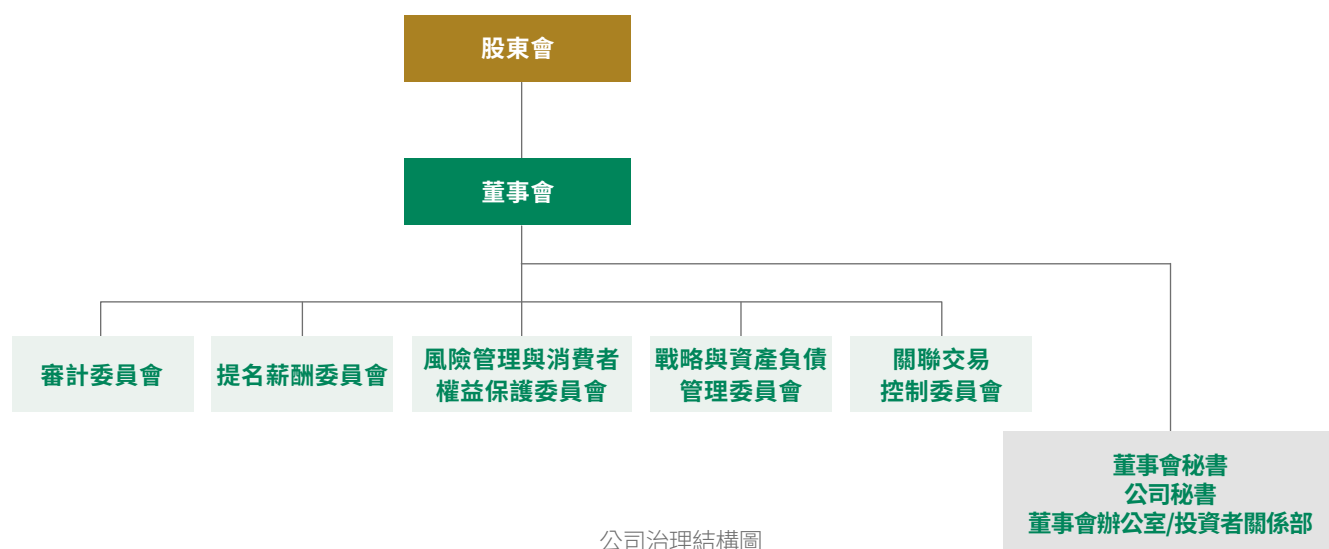 股東會
董事會
審計委員會
提名薪酬委員會
風險管理與消費者
權益保護委員會
戰略與資產負債
管理委員會
關聯交易
控制委員會
董事會秘書
公司秘書
董事會辦公室/投資者關係部
公司治理結構圖